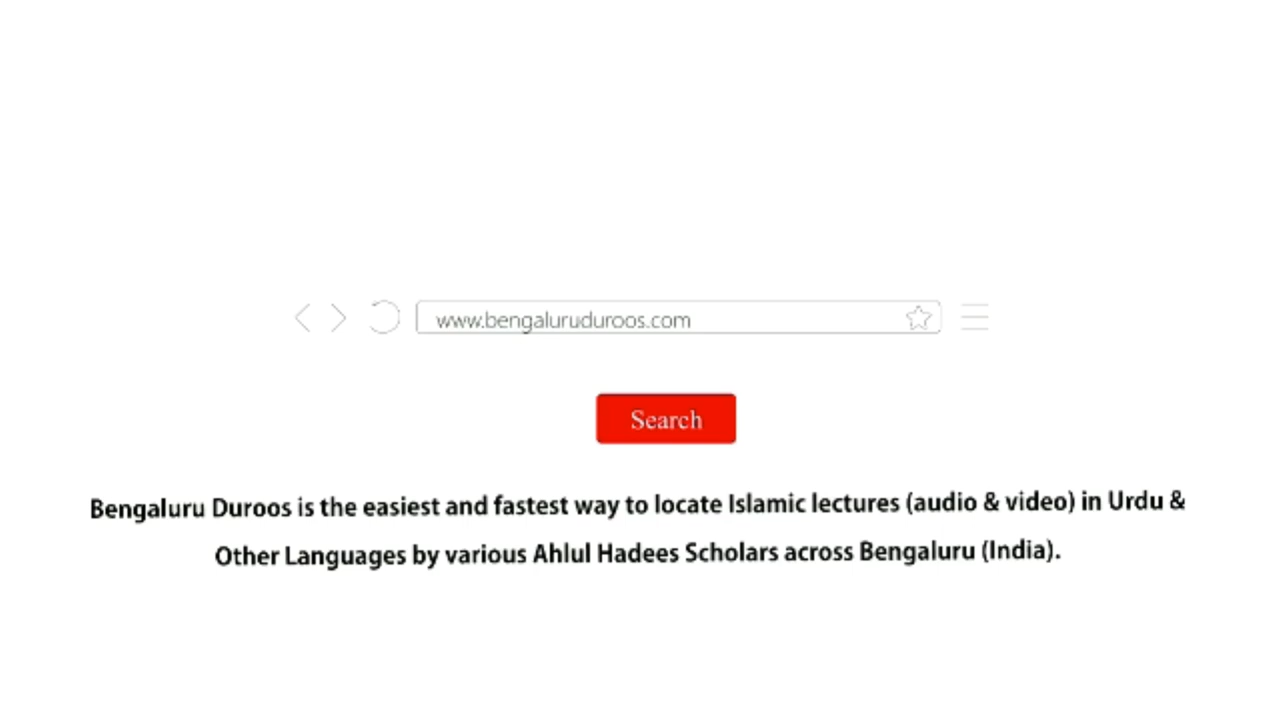 www.bengaluruduroos.com
Search
Bengaluru Duroos is the easiest and fastest way to locate Islamic lectures (audio & video) in Urdu &
Other Languages by various Ahlul Hadees Scholars across Bengaluru (India).